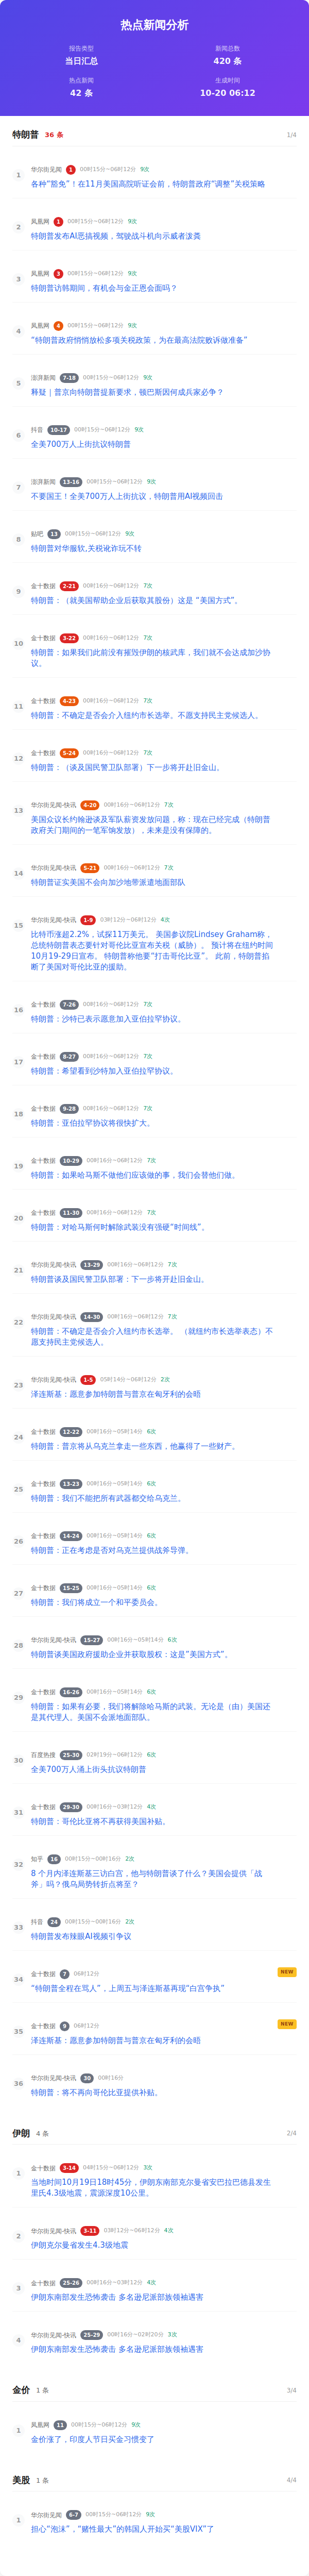 热点新闻分析
报告类型
当日汇总
新闻总数
420 条
热点新闻
42 条
生成时间
10-20 06:12
特朗普 36 条 1/4
1
华尔街见闻 1 00时15分~06时12分 9次
各种“豁免”！在11月美国高院听证会前，特朗普政府“调整”关税策略
2
凤凰网 1 00时15分~06时12分 9次
特朗普发布AI恶搞视频，驾驶战斗机向示威者泼粪
3
凤凰网 3 00时15分~06时12分 9次
特朗普访韩期间，有机会与金正恩会面吗？
4
凤凰网 4 00时15分~06时12分 9次
“特朗普政府悄悄放松多项关税政策，为在最高法院败诉做准备”
5
澎湃新闻 7-18 00时15分~06时12分 9次
释疑｜普京向特朗普提新要求，顿巴斯因何成兵家必争？
6
抖音 10-17 00时15分~06时12分 9次
全美700万人上街抗议特朗普
7
澎湃新闻 13-16 00时15分~06时12分 9次
不要国王！全美700万人上街抗议，特朗普用AI视频回击
8
贴吧 13 00时15分~06时12分 9次
特朗普对华服软,关税讹诈玩不转
9
金十数据 2-21 00时16分~06时12分 7次
特朗普：（就美国帮助企业后获取其股份）这是 “美国方式”。
10
金十数据 3-22 00时16分~06时12分 7次
特朗普：如果我们此前没有摧毁伊朗的核武库，我们就不会达成加沙协
议。
11
金十数据 4-23 00时16分~06时12分 7次
特朗普：不确定是否会介入纽约市长选举。不愿支持民主党候选人。
12
金十数据 5-24 00时16分~06时12分 7次
特朗普：（谈及国民警卫队部署）下一步将开赴旧金山。
13
华尔街见闻-快讯 4-20 00时16分~06时12分 7次
美国众议长约翰逊谈及军队薪资发放问题，称：现在已经完成（特朗普
政府关门期间的一笔军饷发放），未来是没有保障的。
14
华尔街见闻-快讯 5-21 00时16分~06时12分 7次
特朗普证实美国不会向加沙地带派遣地面部队
15
华尔街见闻-快讯 1-9 03时12分~06时12分 4次
比特币涨超2.2%，试探11万美元。 美国参议院Lindsey Graham称，
总统特朗普表态要针对哥伦比亚宣布关税（威胁）。 预计将在纽约时间
10月19-29日宣布。 特朗普称他要“打击哥伦比亚”。 此前，特朗普掐
断了美国对哥伦比亚的援助。
16
金十数据 7-26 00时16分~06时12分 7次
特朗普：沙特已表示愿意加入亚伯拉罕协议。
17
金十数据 8-27 00时16分~06时12分 7次
特朗普：希望看到沙特加入亚伯拉罕协议。
18
金十数据 9-28 00时16分~06时12分 7次
特朗普：亚伯拉罕协议将很快扩大。
19
金十数据 10-29 00时16分~06时12分 7次
特朗普：如果哈马斯不做他们应该做的事，我们会替他们做。
20
金十数据 11-30 00时16分~06时12分 7次
特朗普：对哈马斯何时解除武装没有强硬“时间线”。
21
华尔街见闻-快讯 13-29 00时16分~06时12分 7次
特朗普谈及国民警卫队部署：下一步将开赴旧金山。
22
华尔街见闻-快讯 14-30 00时16分~06时12分 7次
特朗普：不确定是否会介入纽约市长选举。 （就纽约市长选举表态）不
愿支持民主党候选人。
23
华尔街见闻-快讯 1-5 05时14分~06时12分 2次
泽连斯基：愿意参加特朗普与普京在匈牙利的会晤
24
金十数据 12-22 00时16分~05时14分 6次
特朗普：普京将从乌克兰拿走一些东西，他赢得了一些财产。
25
金十数据 13-23 00时16分~05时14分 6次
特朗普：我们不能把所有武器都交给乌克兰。
26
金十数据 14-24 00时16分~05时14分 6次
特朗普：正在考虑是否对乌克兰提供战斧导弹。
27
金十数据 15-25 00时16分~05时14分 6次
特朗普：我们将成立一个和平委员会。
28
华尔街见闻-快讯 15-27 00时16分~05时14分 6次
特朗普谈美国政府援助企业并获取股权：这是“美国方式”。
29
金十数据 16-26 00时16分~05时14分 6次
特朗普：如果有必要，我们将解除哈马斯的武装。无论是（由）美国还
是其代理人。美国不会派地面部队。
30
百度热搜 25-30 02时19分~06时12分 6次
全美700万人涌上街头抗议特朗普
31
金十数据 29-30 00时16分~03时12分 4次
特朗普：哥伦比亚将不再获得美国补贴。
32
知乎 16 00时15分~00时16分 2次
8 个月内泽连斯基三访白宫，他与特朗普谈了什么？美国会提供「战
斧」吗？俄乌局势转折点将至？
33
抖音 24 00时15分~00时16分 2次
特朗普发布辣眼AI视频引争议
34
金十数据 7 06时12分 NEW
“特朗普全程在骂人”，上周五与泽连斯基再现“白宫争执”
35
金十数据 9 06时12分 NEW
泽连斯基：愿意参加特朗普与普京在匈牙利的会晤
36
华尔街见闻-快讯 30 00时16分
特朗普：将不再向哥伦比亚提供补贴。
伊朗 4 条 2/4
1
金十数据 3-14 04时15分~06时12分 3次
当地时间10月19日18时45分，伊朗东南部克尔曼省安巴拉巴德县发生
里氏4.3级地震，震源深度10公里。
2
华尔街见闻-快讯 3-11 03时12分~06时12分 4次
伊朗克尔曼省发生4.3级地震
3
金十数据 25-26 00时16分~03时12分 4次
伊朗东南部发生恐怖袭击 多名逊尼派部族领袖遇害
4
华尔街见闻-快讯 25-29 00时16分~02时20分 3次
伊朗东南部发生恐怖袭击 多名逊尼派部族领袖遇害
金价 1 条 3/4
1
凤凰网 11 00时15分~06时12分 9次
金价涨了，印度人节日买金习惯变了
美股 1 条 4/4
1
华尔街见闻 6-7 00时15分~06时12分 9次
担心“泡沫”，“赌性最大”的韩国人开始买“美股VIX”了